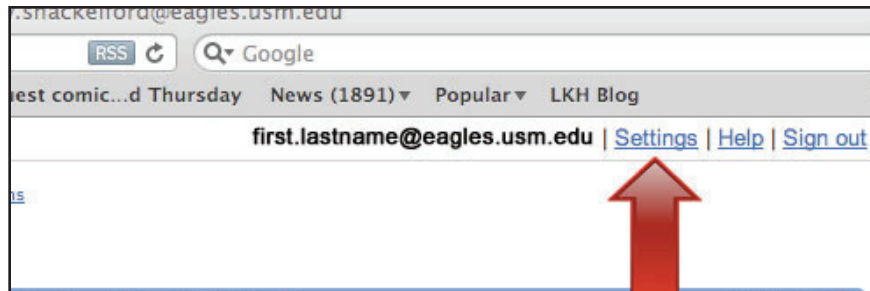 .shackelford@eagles.usm.edu
RSS Google
uest comic...d Thursday News (1891) Popular LKH Blog
first.lastname@eagles.usm.edu | Settings | Help | Sign out
ns